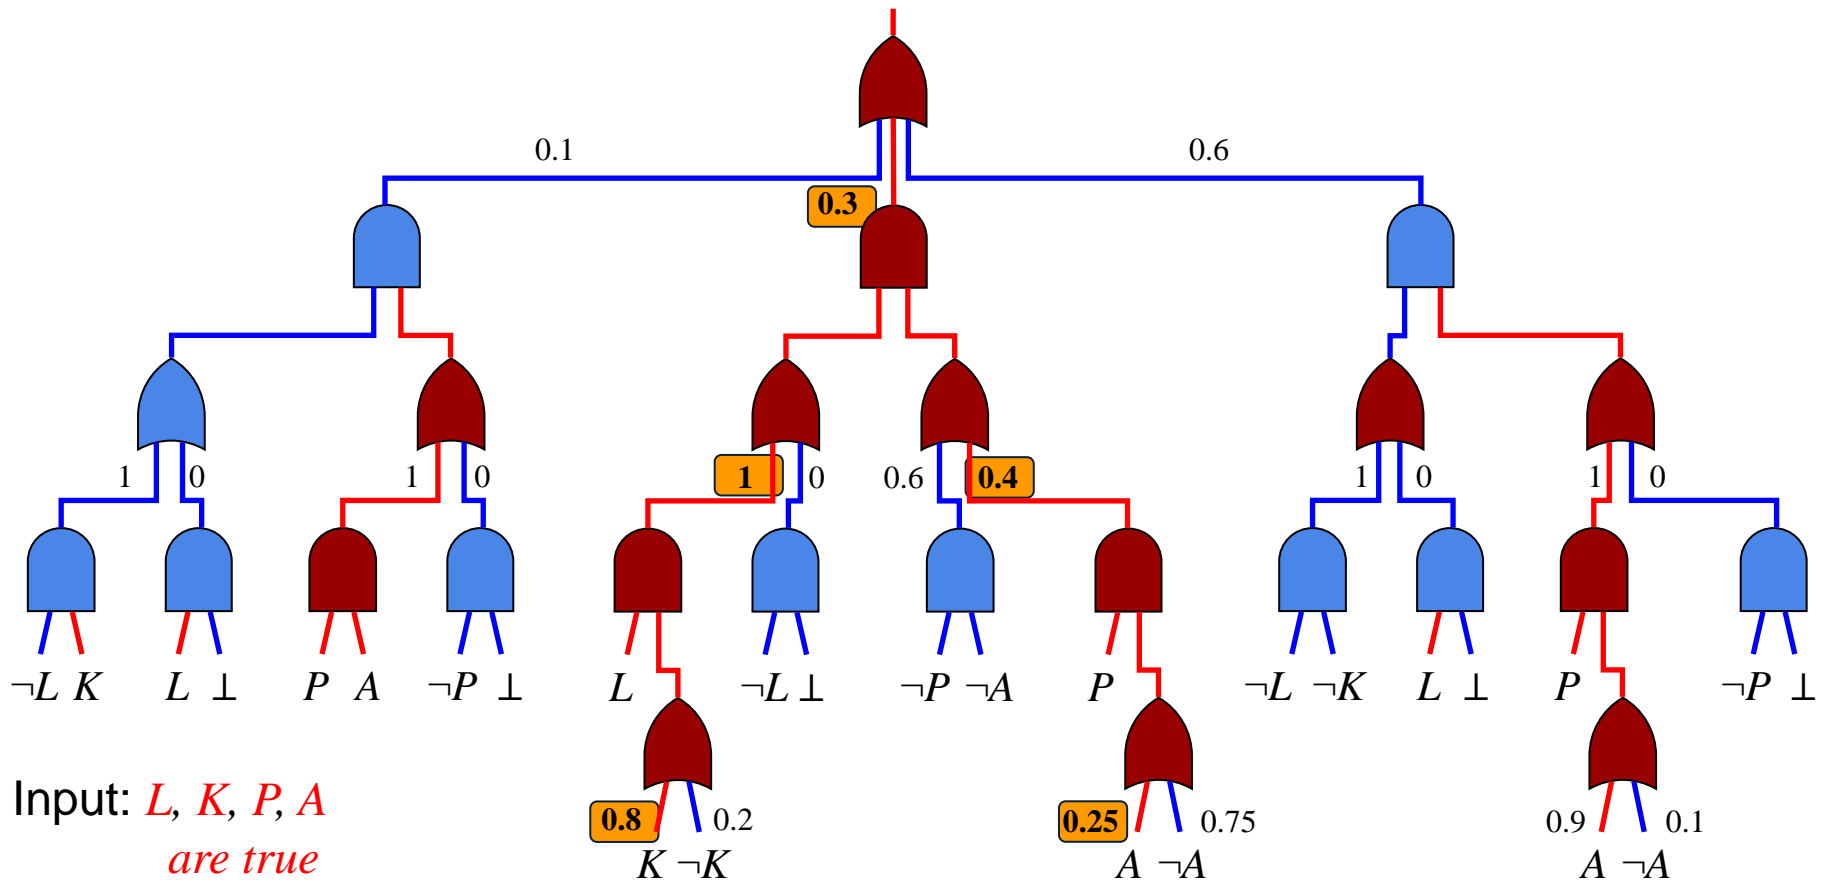 0.1 0.6
0.3
1 0 1 0 1 0 0.6 0.4 1 0 1 0
¬L K L ⊥ P A ¬P ⊥ L ¬L ⊥ ¬P ¬A P ¬L ¬K L ⊥ P ¬P ⊥
Input: L, K, P, A
0.8 0.2 0.25 0.75 0.9 0.1
are true K ¬K A ¬A A ¬A